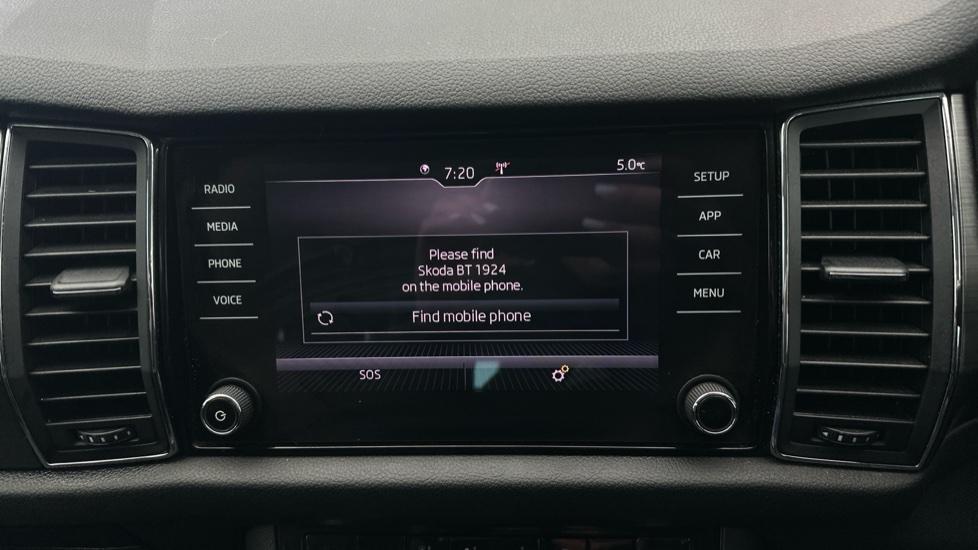 7:20
5.0°C
RADIO
MEDIA
PHONE
VOICE
SETUP
APP
CAR
MENU
Please find
Skoda BT 1924
on the mobile phone.
Find mobile phone
SOS